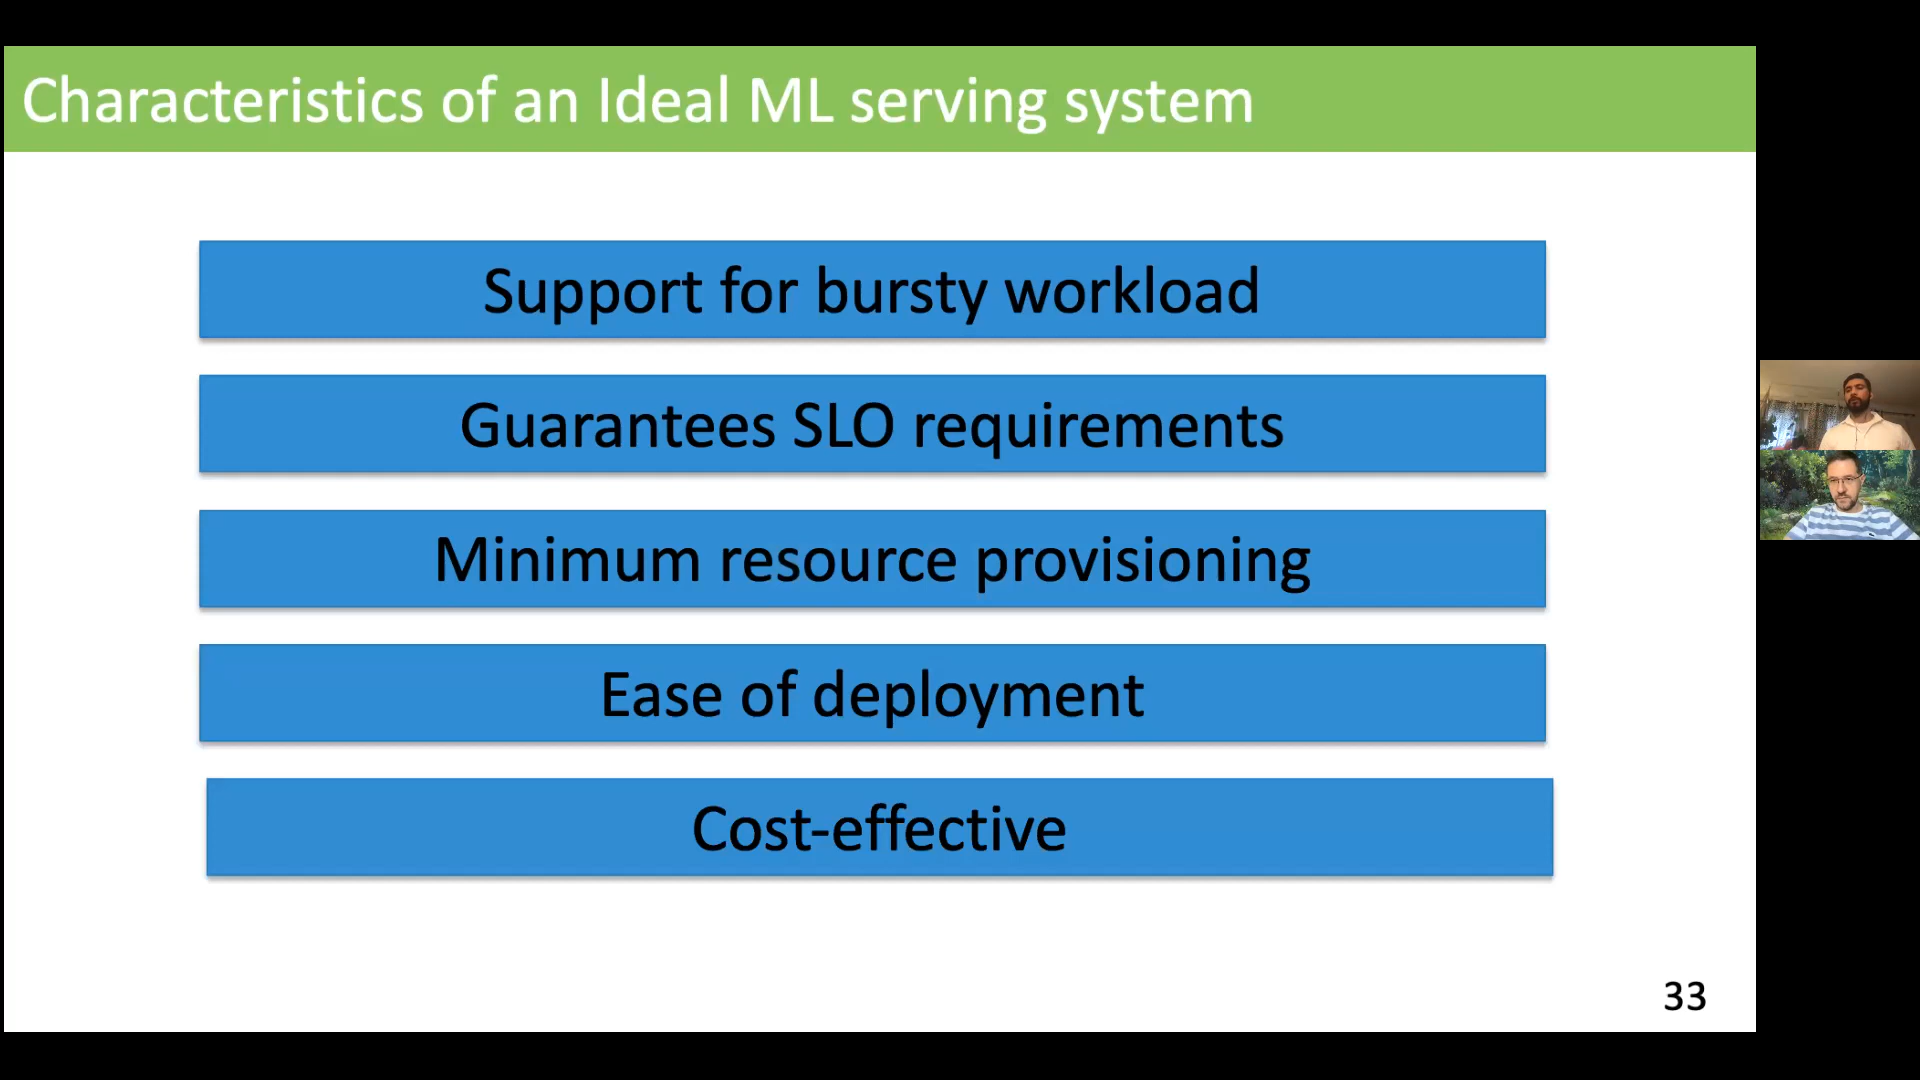 Characteristics of an Ideal ML serving system
Support for bursty workload
Guarantees SLO requirements
Minimum resource provisioning
Ease of deployment
Cost-effective
33